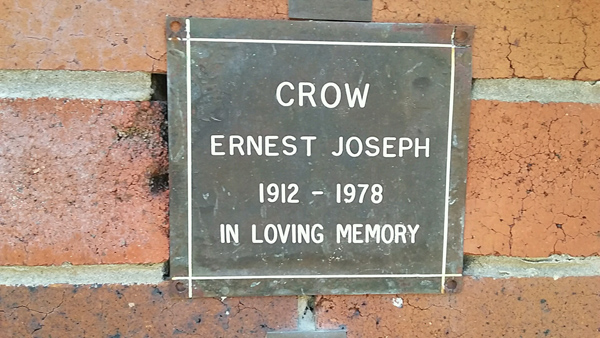 CROW
ERNEST JOSEPH
1912 - 1978
IN LOVING MEMORY